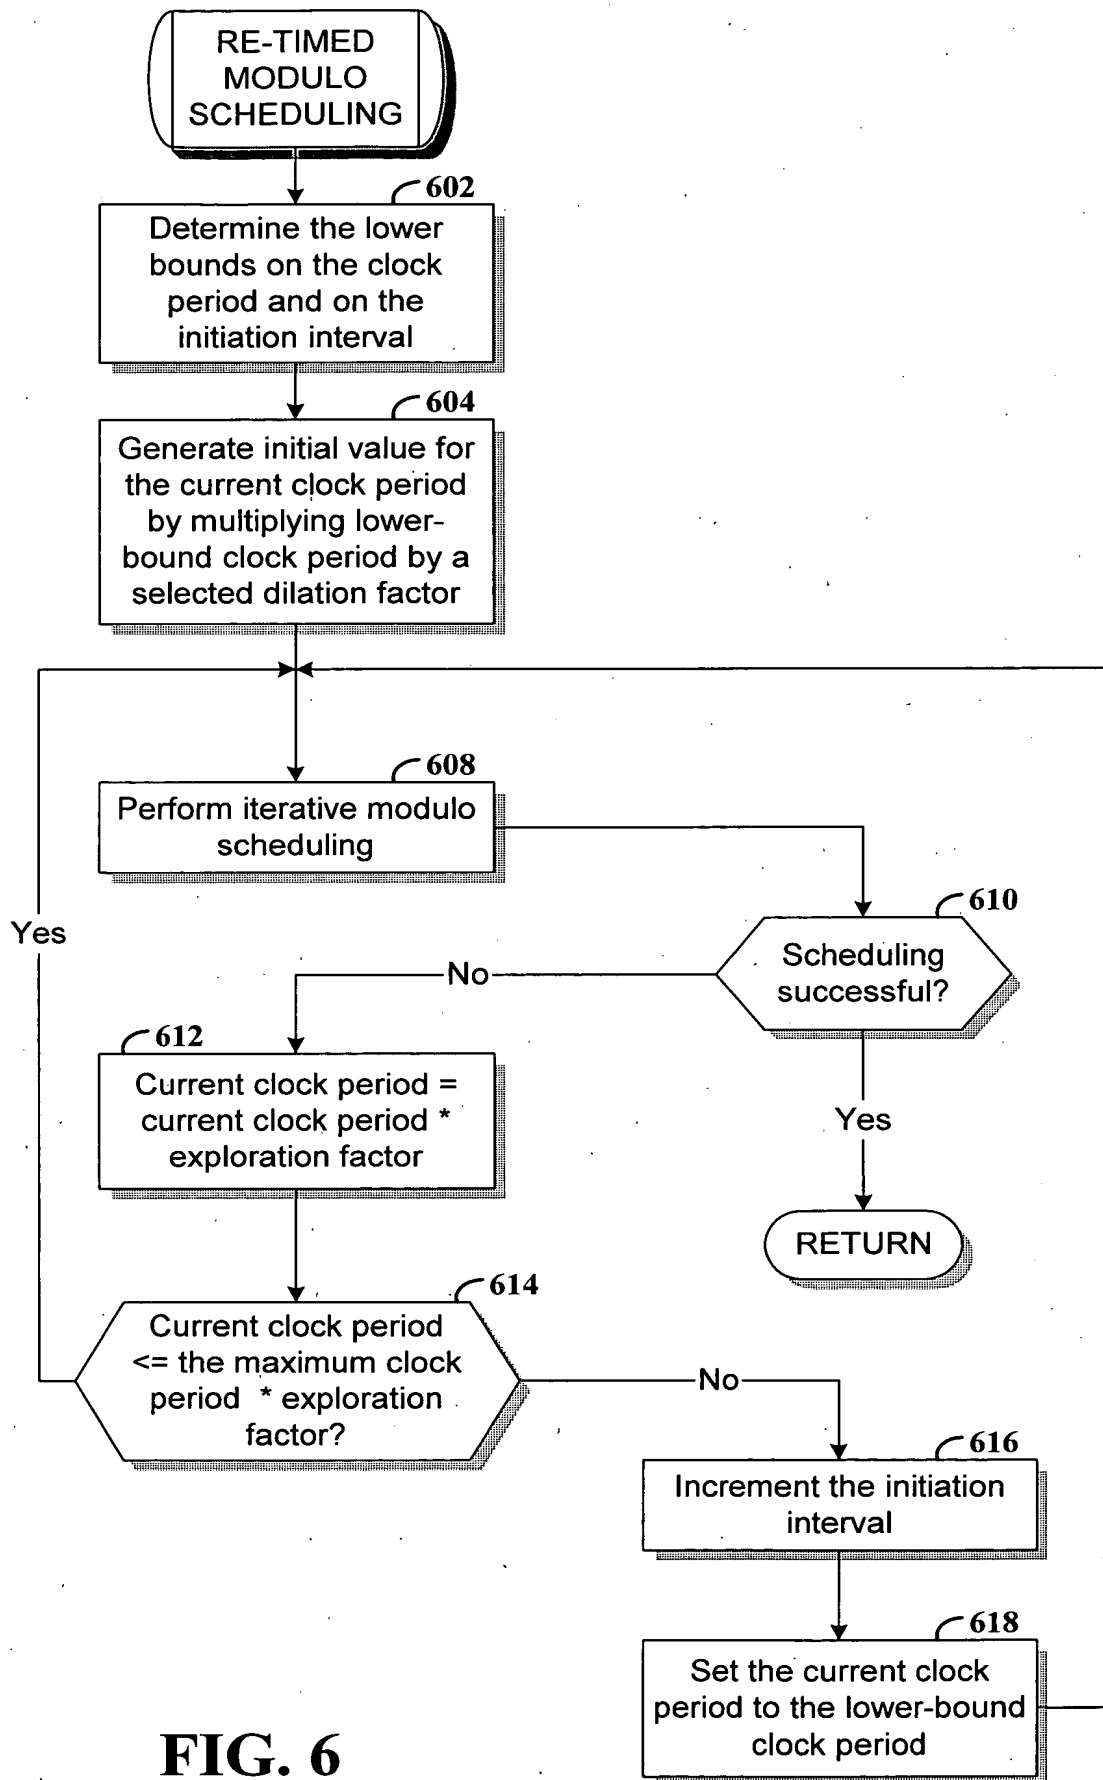 RE-TIMED
MODULO
SCHEDULING
602
Determine the lower
bounds on the clock
period and on the
initiation interval
604
Generate initial value for
the current clock period
by multiplying lower-
bound clock period by a
selected dilation factor
608
Perform iterative modulo
scheduling
610
Scheduling
successful?
Yes
No
612
Current clock period =
current clock period *
exploration factor
Yes
RETURN
614
Current clock period
<= the maximum clock
period * exploration
factor?
No
616
Increment the initiation
interval
618
Set the current clock
period to the lower-bound
clock period
FIG. 6